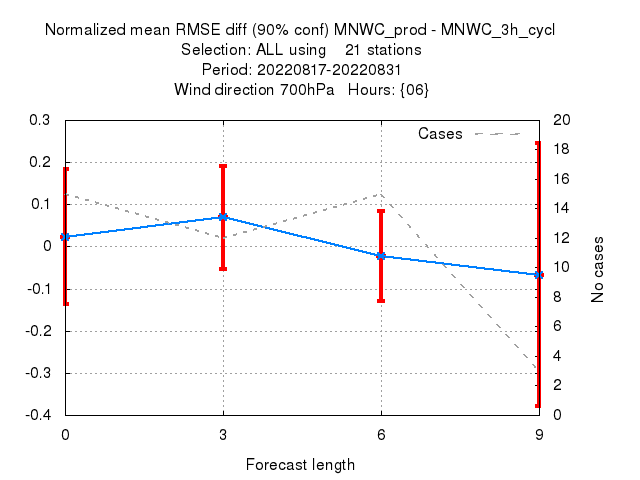 Normalized mean RMSE diff (90% conf) MNWC_prod - MNWC_3h_cycl
Selection: ALL using 21 stations
Period: 20220817-20220831
Wind direction 700hPa Hours: {06}
0.3
0.2
0.1
0
-0.1
-0.2
-0.3
-0.4
Cases
20
18
16
14
12
10
8
6
4
2
0
No cases
0 3 6 9
Forecast length